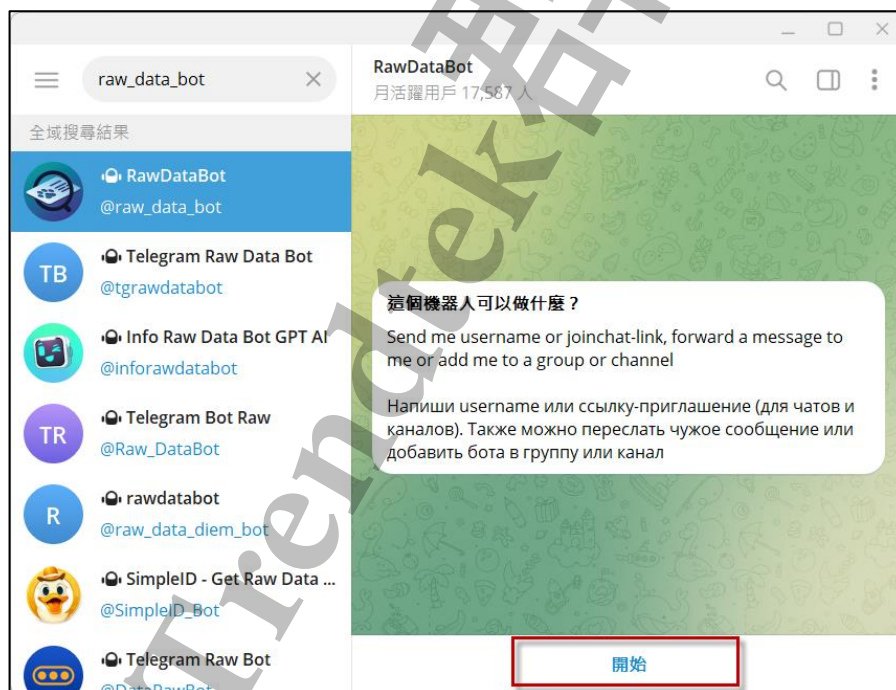 raw_data_bot
RawDataBot
月活躍用戶 17,587 人
全域搜尋結果
RawDataBot
@raw_data_bot
TB
Telegram Raw Data Bot
@tgrawdatabot
Info Raw Data Bot GPT AI
@inforawdatabot
TR
Telegram Bot Raw
@Raw_DataBot
R
rawdatabot
@raw_data_diem_bot
SimpleID - Get Raw Data ...
@SimpleID_Bot
Telegram Raw Bot
@DataRawBot
這個機器人可以做什麼？
Send me username or joinchat-link, forward a message to
me or add me to a group or channel
Напиши username или ссылку-приглашение (для чатов и
каналов). Также можно переслать чужое сообщение или
добавить бота в группу или канал
開始
Trendtek